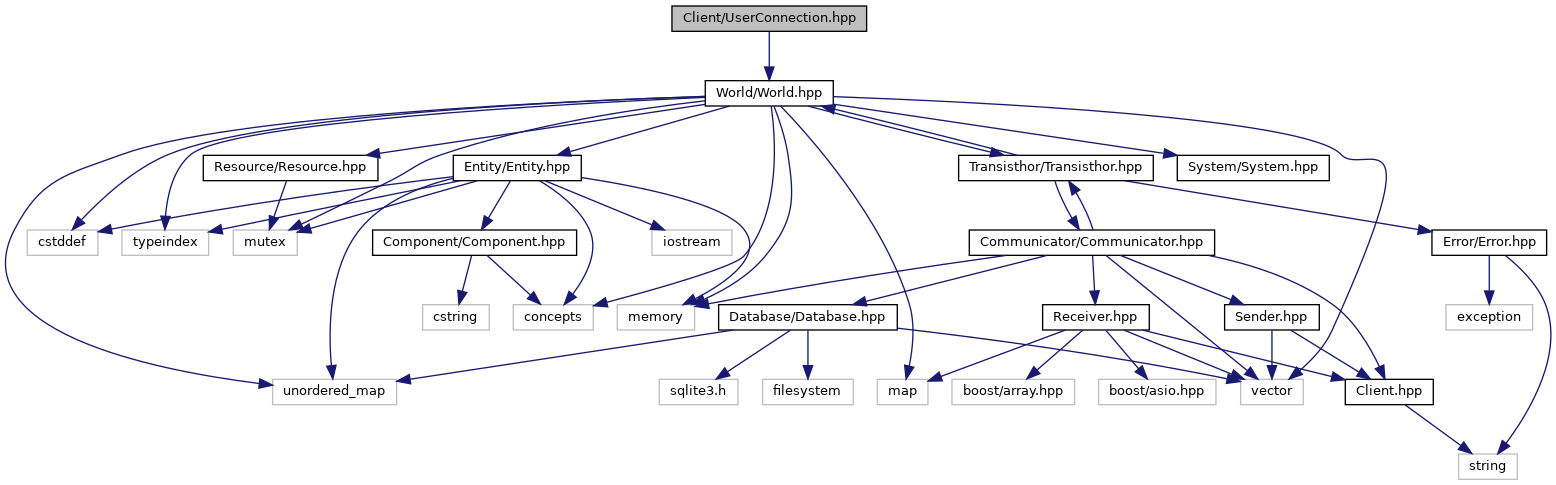 Client/UserConnection.hpp
World/World.hpp
Resource/Resource.hpp
Entity/Entity.hpp
Transisthor/Transisthor.hpp
System/System.hpp
cstddef
typeindex
mutex
Component/Component.hpp
iostream
Communicator/Communicator.hpp
Error/Error.hpp
cstring
concepts
memory
Database/Database.hpp
Receiver.hpp
Sender.hpp
exception
unordered_map
sqlite3.h
filesystem
map
boost/array.hpp
boost/asio.hpp
vector
Client.hpp
string